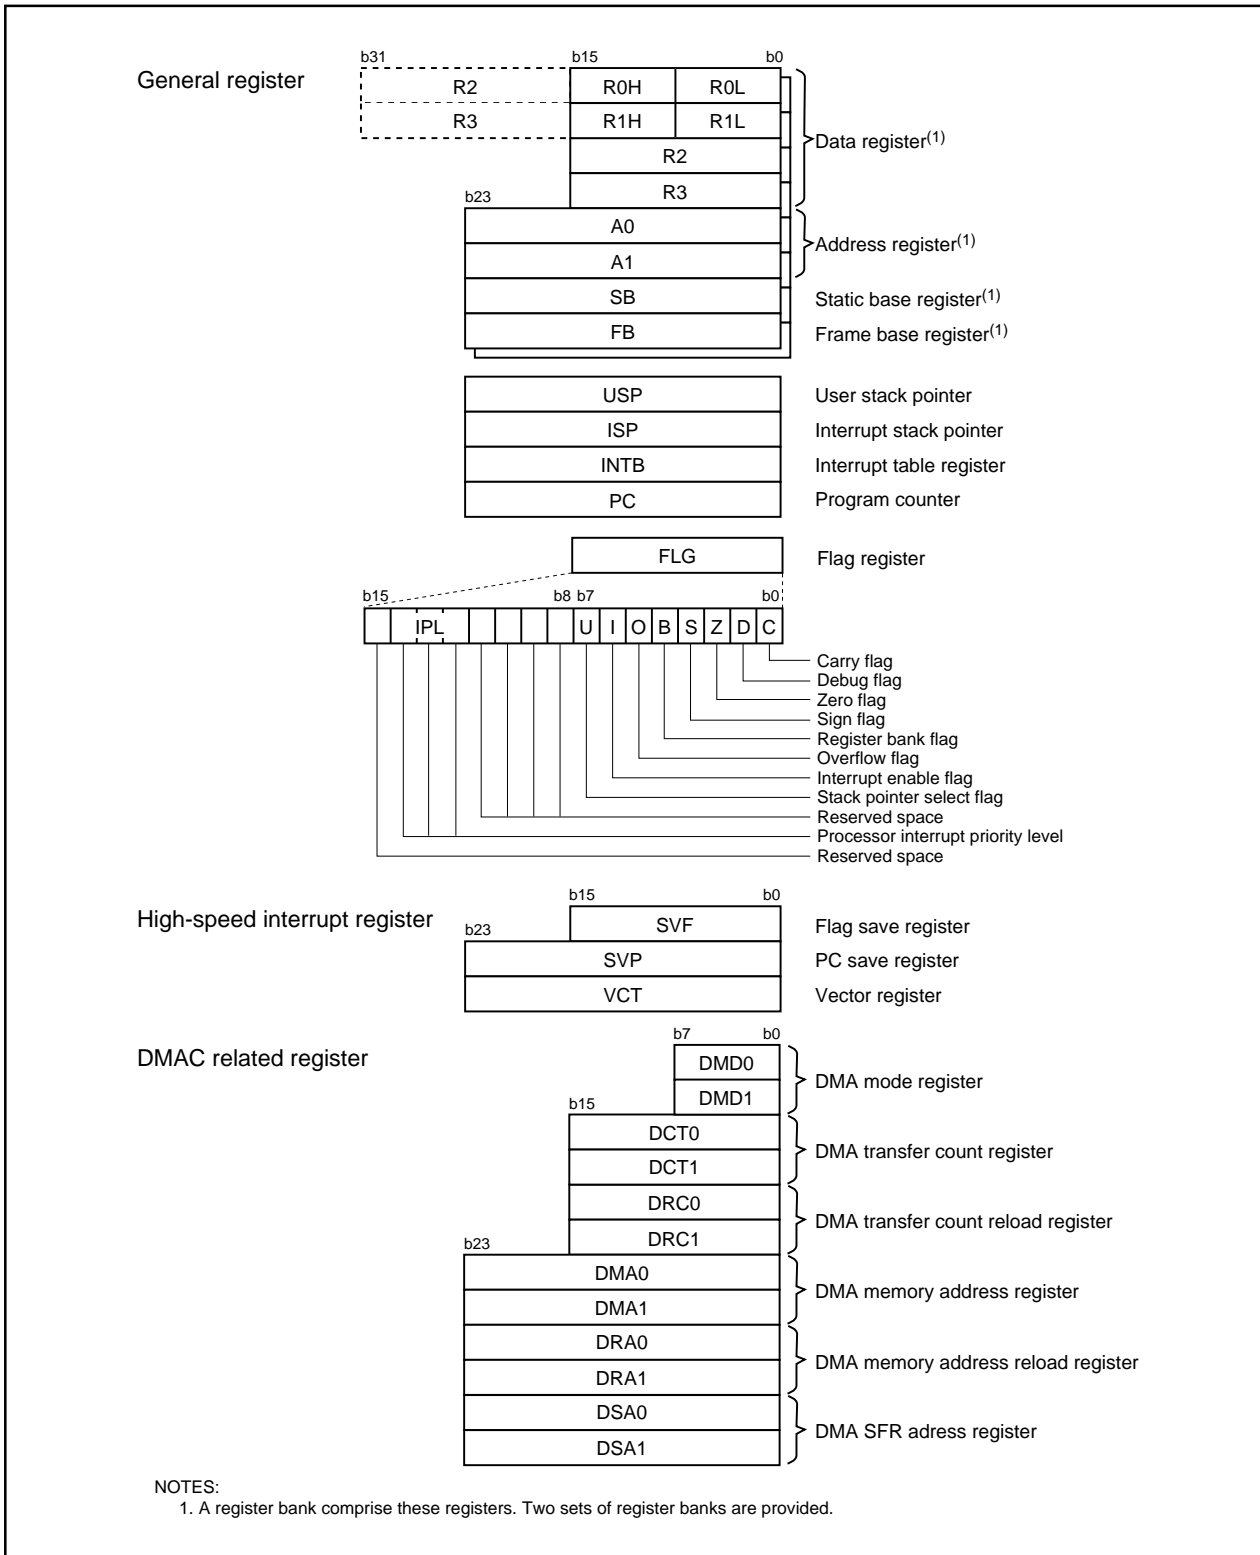 b31 b15 b0
General register R2 R0H R0L
R3 R1H R1L
Data register(1)
R2
R3
b23
A0
Address register(1)
A1
SB Static base register(1)
FB Frame base register(1)
USP User stack pointer
ISP Interrupt stack pointer
INTB Interrupt table register
PC Program counter
FLG Flag register
b15 b8 b7 b0
IPL U I O B S Z D C
Carry flag
Debug flag
Zero flag
Sign flag
Register bank flag
Overflow flag
Interrupt enable flag
Stack pointer select flag
Reserved space
Processor interrupt priority level
Reserved space
b15 b0
High-speed interrupt register SVF Flag save register
b23
SVP PC save register
VCT Vector register
b7 b0
DMAC related register DMD0
DMA mode register
DMD1
b15
DCT0
DMA transfer count register
DCT1
DRC0
DMA transfer count reload register
DRC1
b23
DMA0
DMA memory address register
DMA1
DRA0
DMA memory address reload register
DRA1
DSA0
DMA SFR adress register
DSA1
NOTES:
1. A register bank comprise these registers. Two sets of register banks are provided.